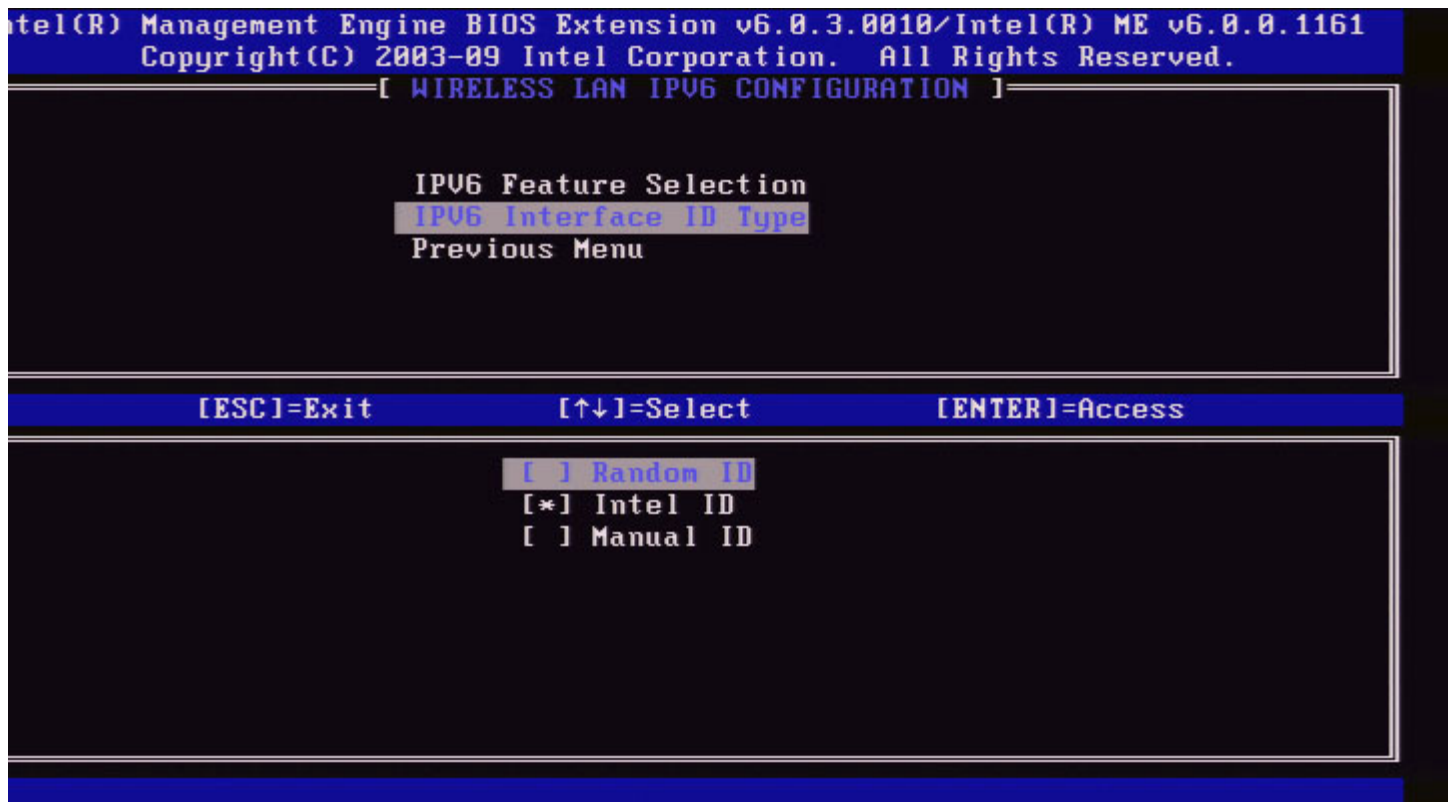 ntel(R) Management Engine BIOS Extension v6.0.3.0010/Intel(R) ME v6.0.0.1161
Copyright(C) 2003-09 Intel Corporation. All Rights Reserved.
[ WIRELESS LAN IPV6 CONFIGURATION ]
IPV6 Feature Selection
IPV6 Interface ID Type
Previous Menu
[ESC]=Exit [↑↓]=Select [ENTER]=Access
[ ] Random ID
[*] Intel ID
[ ] Manual ID